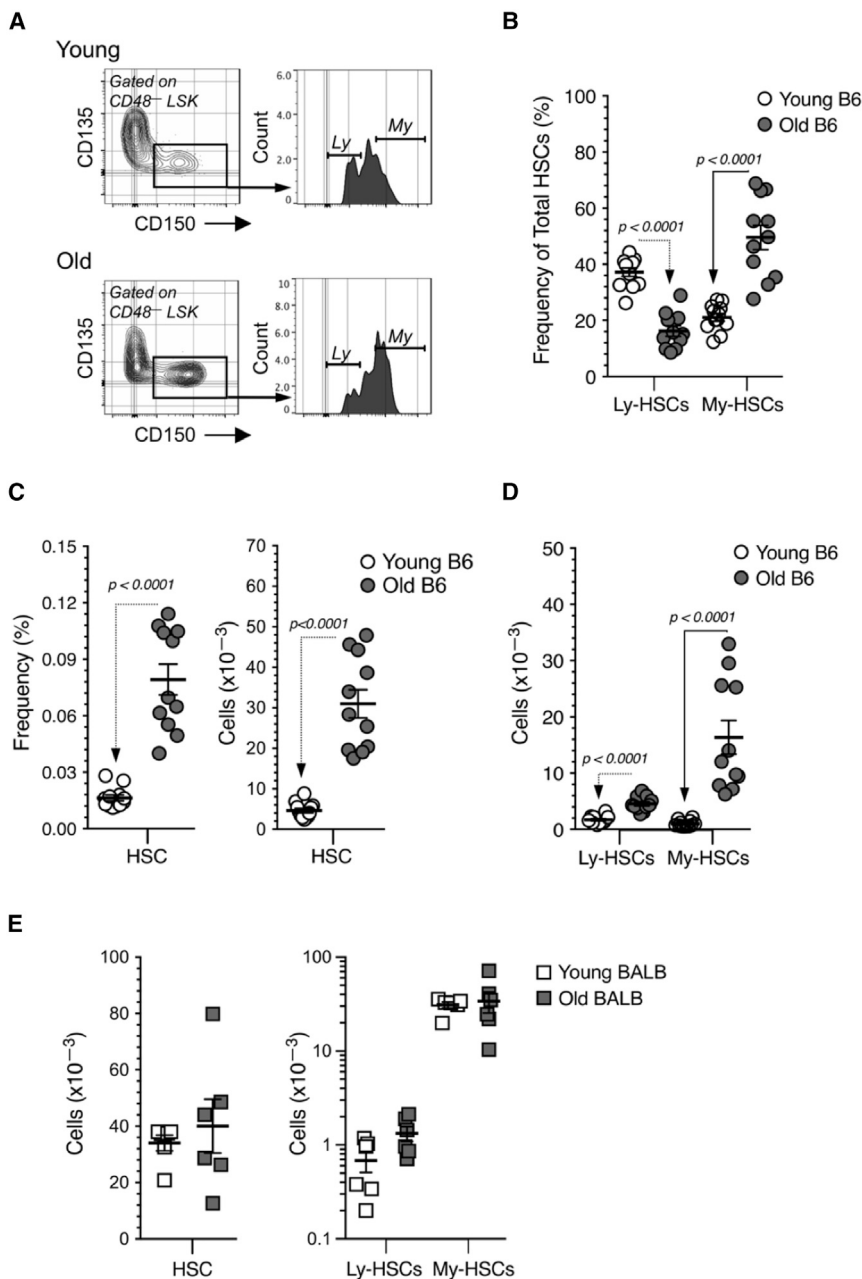 A
Young
Gated on
CD48⁻ LSK
CD135
CD150
6.0
4.0
2.0
0
Count
Ly
My
Old
Gated on
CD48⁻ LSK
CD135
CD150
10
8.0
6.0
4.0
2.0
0
Count
Ly
My
B
Young B6
Old B6
Frequency of Total HSCs (%)
100
80
60
40
20
0
p < 0.0001
p < 0.0001
Ly-HSCs
My-HSCs
C
Frequency (%)
0.15
0.12
0.09
0.06
0.03
0.00
p < 0.0001
HSC
Cells (x10⁻³)
70
60
50
40
30
20
10
0
p<0.0001
Young B6
Old B6
HSC
D
Cells (x10⁻³)
50
30
20
10
0
Young B6
Old B6
p < 0.0001
p < 0.0001
Ly-HSCs
My-HSCs
E
Cells (x10⁻³)
100
80
60
40
20
0
HSC
Cells (x10⁻³)
100
10
1
0.1
Young BALB
Old BALB
Ly-HSCs
My-HSCs